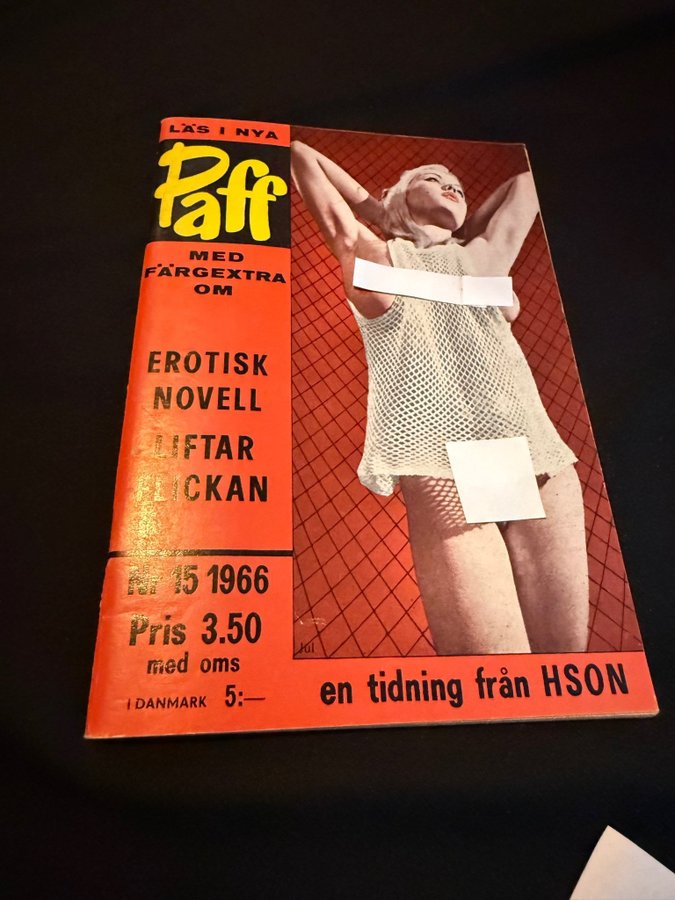 LÄS I NYA
Paff
MED
FÄRGEXTRA
OM
EROTISK
NOVELL
LIFTAR
FLICKAN
Nr 15 1966
Pris 3.50
med oms
I DANMARK 5:—
Jul
en tidning från HSON